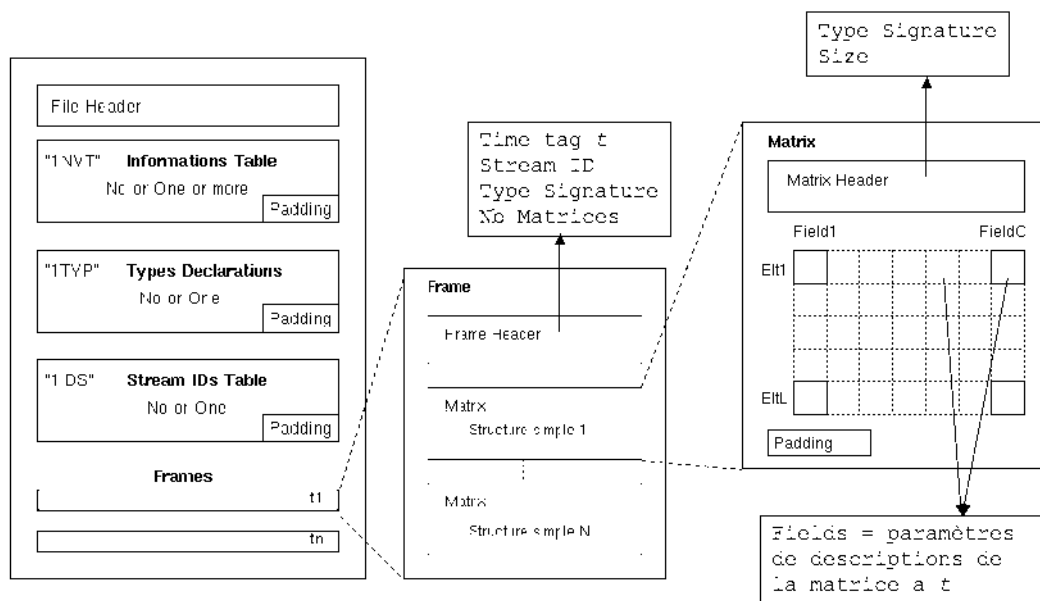 File Header
"1NVT" Informations Table
No or One or more
Padding
"1TYP" Types Declarations
No or One
Padding
"1IDS" Stream IDs Table
No or One
Padding
Frames
t1
tn
Time tag t
Stream ID
Type Signature
Nb Matrices
Frame
Frame Header
Matrix
Structure simple 1
Matrix
Structure simple N
Type Signature
Size
Matrix
Matrix Header
Field1 FieldC
Elt1
EltL
Padding
Fields = paramètres
de descriptions de
la matrice a t